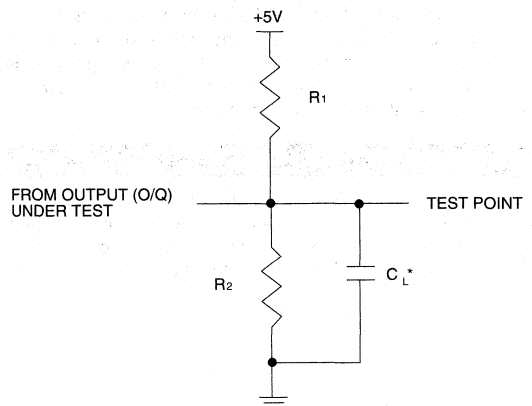 +5V
R1
FROM OUTPUT (O/Q)
UNDER TEST
TEST POINT
R2
CL*